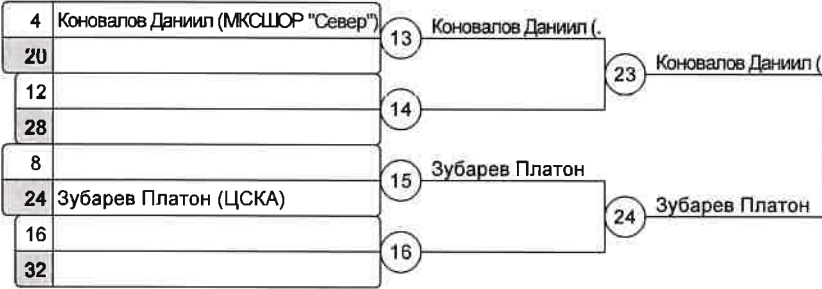 4 Коновалов Даниил (МКСШОР "Север")
20
13 Коновалов Даниил (.
12
28
14
23 Коновалов Даниил (
8
24 Зубарев Платон (ЦСКА)
15 Зубарев Платон
16
32
16
24 Зубарев Платон